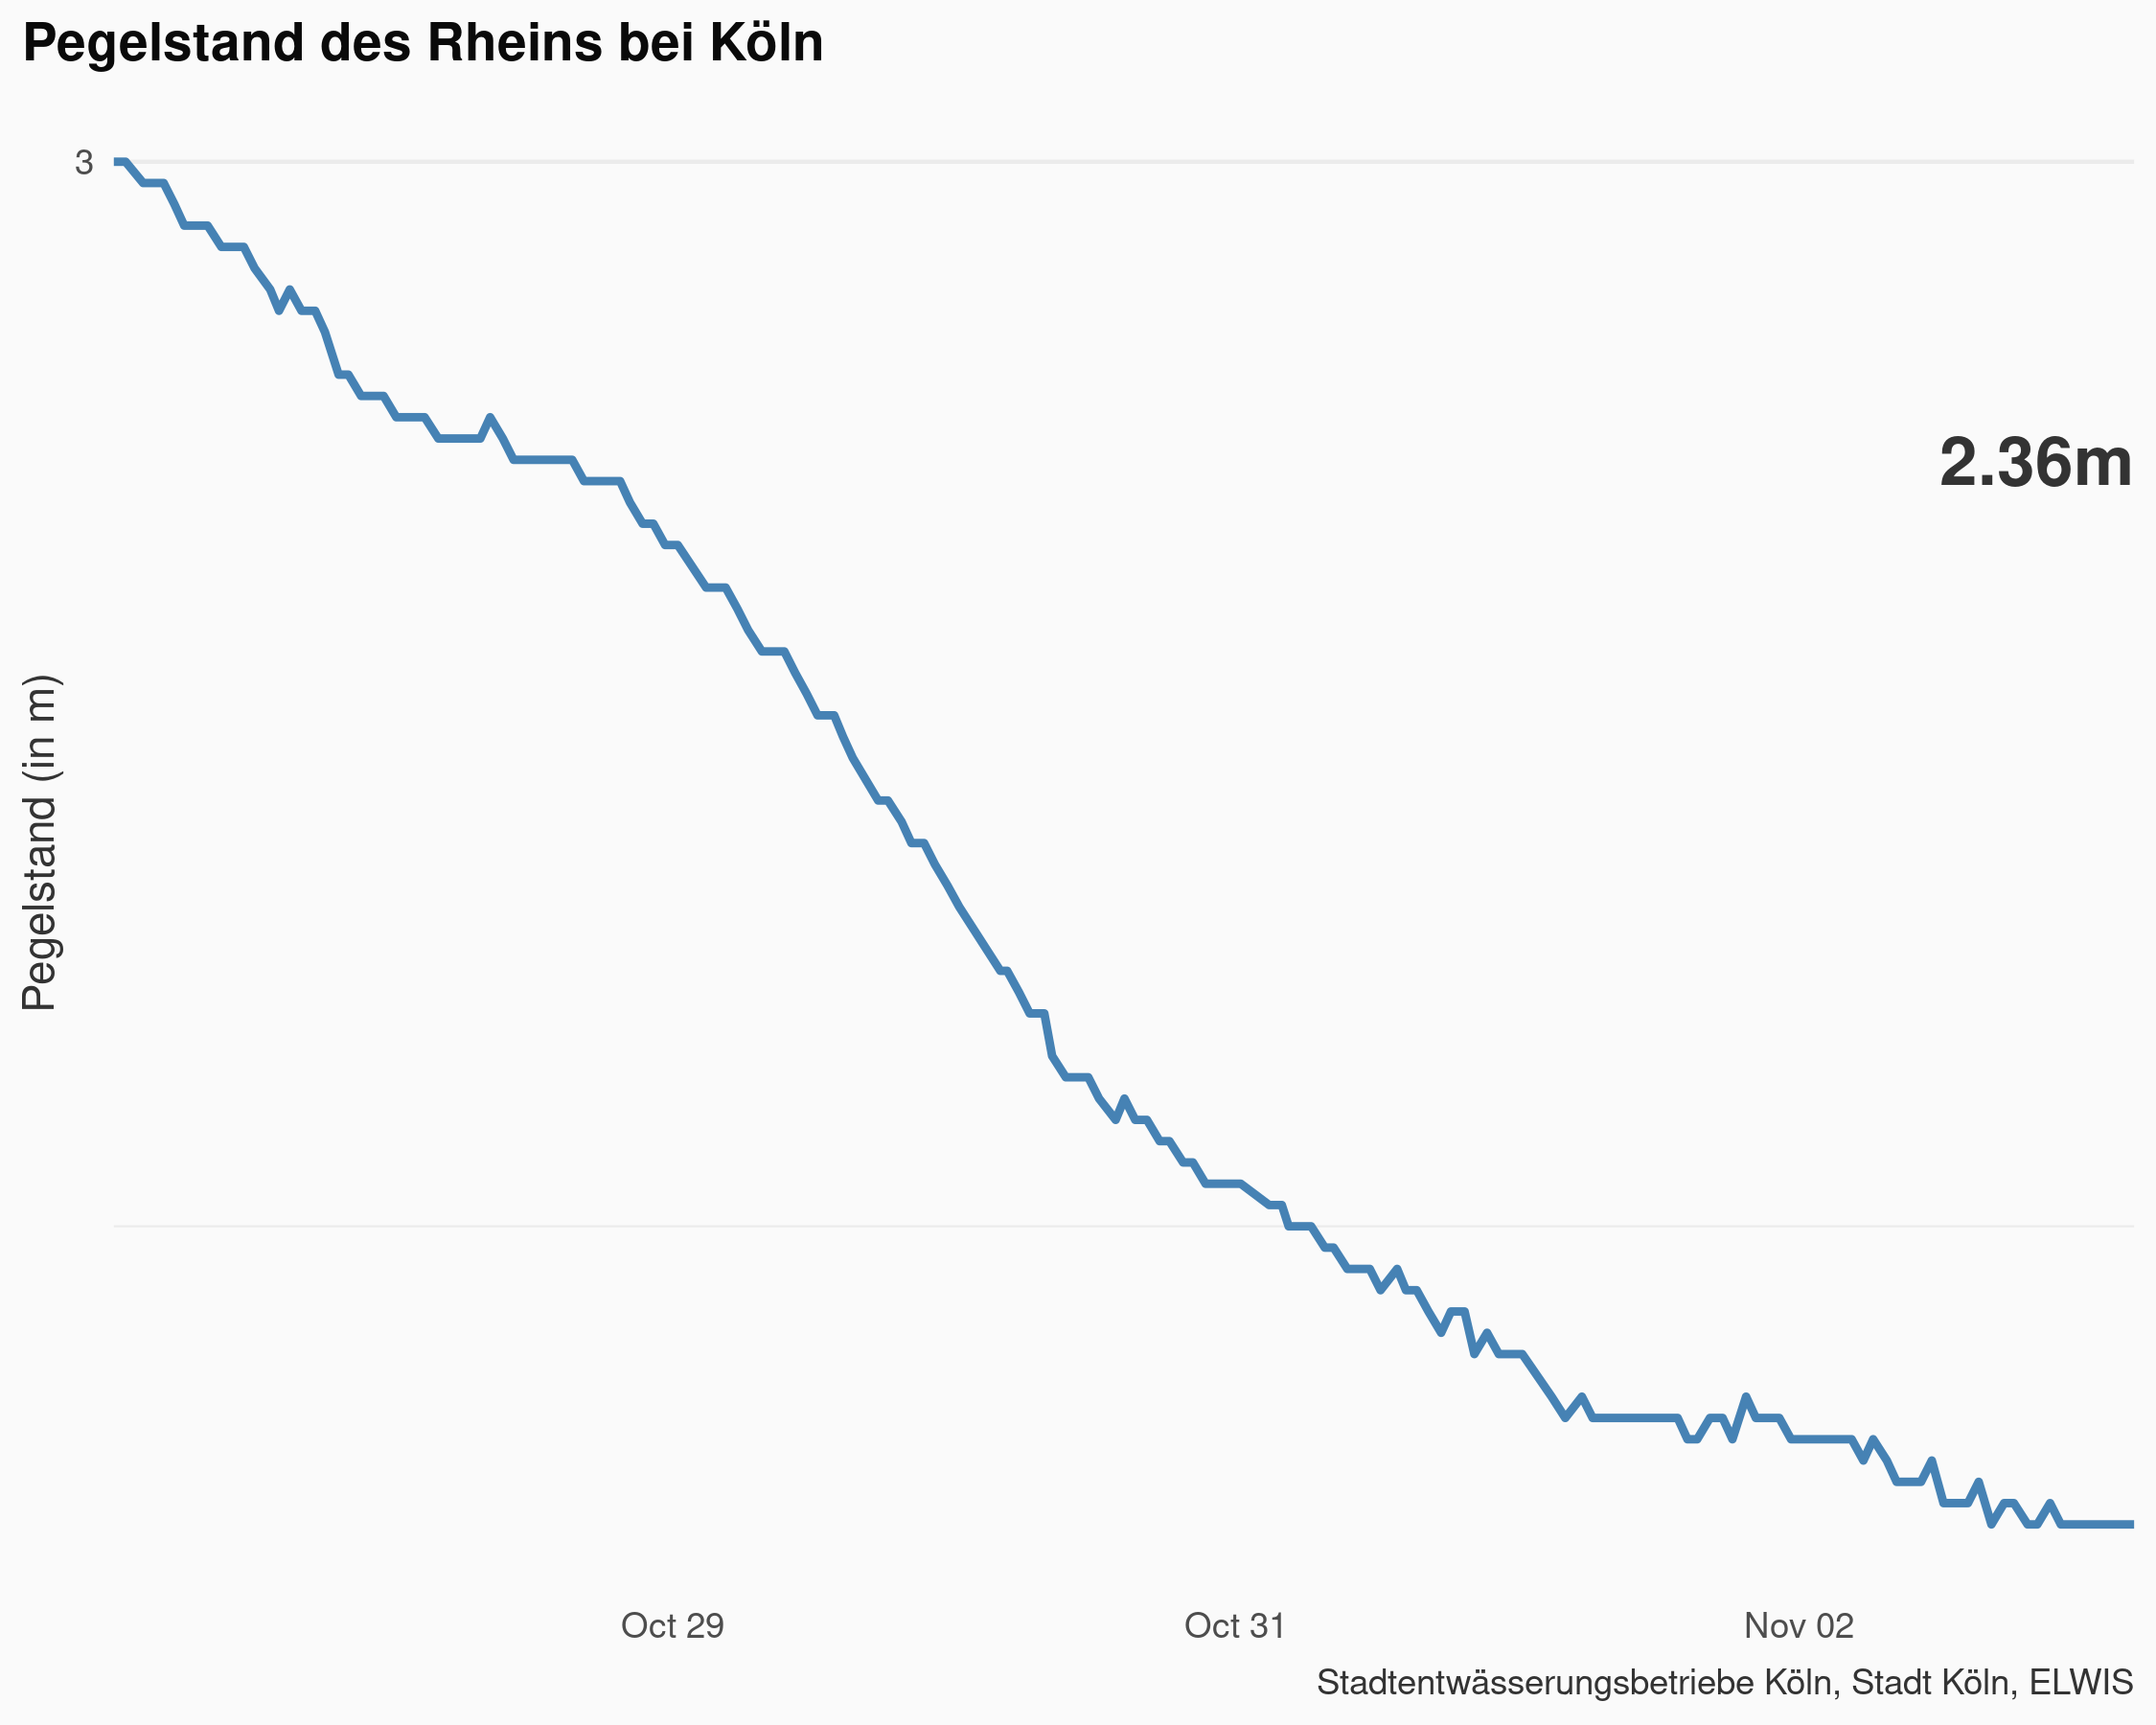 Pegelstand des Rheins bei Köln
3
2.36m
Pegelstand (in m)
Oct 29
Oct 31
Nov 02
Stadtentwässerungsbetriebe Köln, Stadt Köln, ELWIS